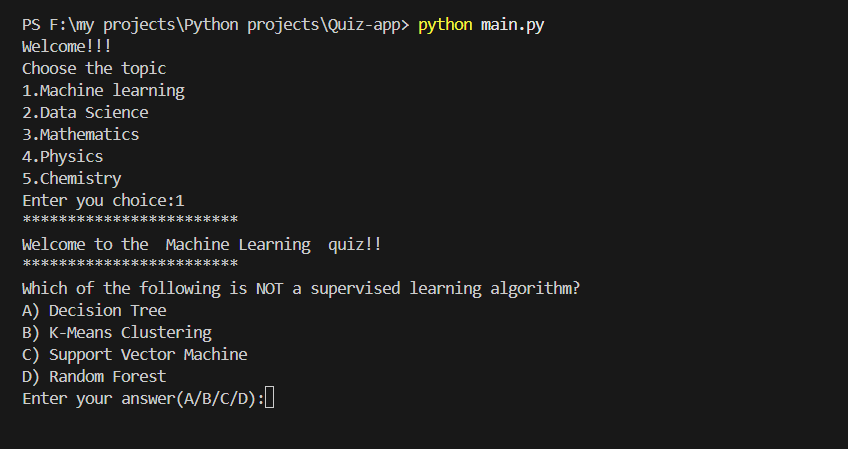 PS F:\my projects\Python projects\Quiz-app> python main.py
Welcome!!!
Choose the topic
1.Machine learning
2.Data Science
3.Mathematics
4.Physics
5.Chemistry
Enter you choice:1
************************
Welcome to the  Machine Learning  quiz!!
************************
Which of the following is NOT a supervised learning algorithm?
A) Decision Tree
B) K-Means Clustering
C) Support Vector Machine
D) Random Forest
Enter your answer(A/B/C/D):